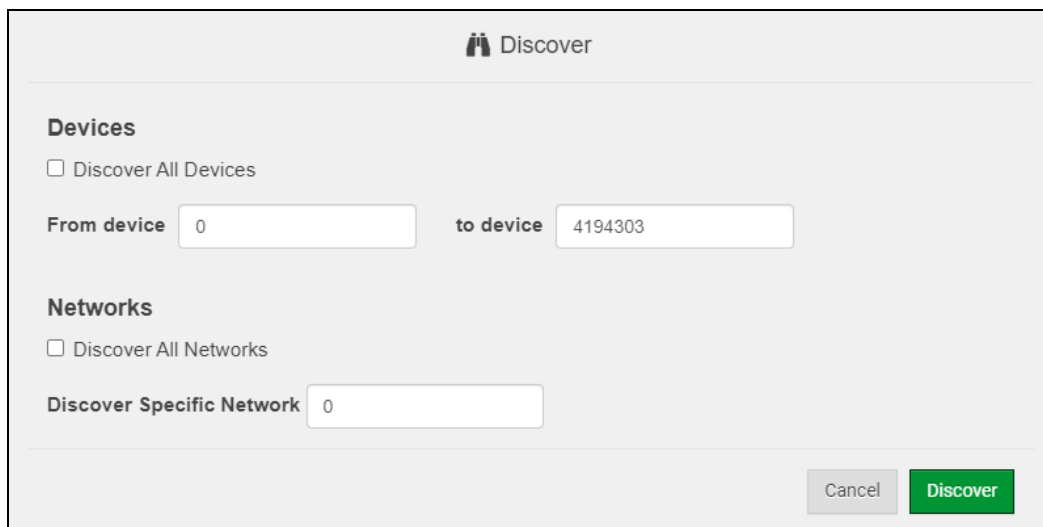 Discover
Devices
Discover All Devices
From device 0 to device 4194303
Networks
Discover All Networks
Discover Specific Network 0
Cancel Discover